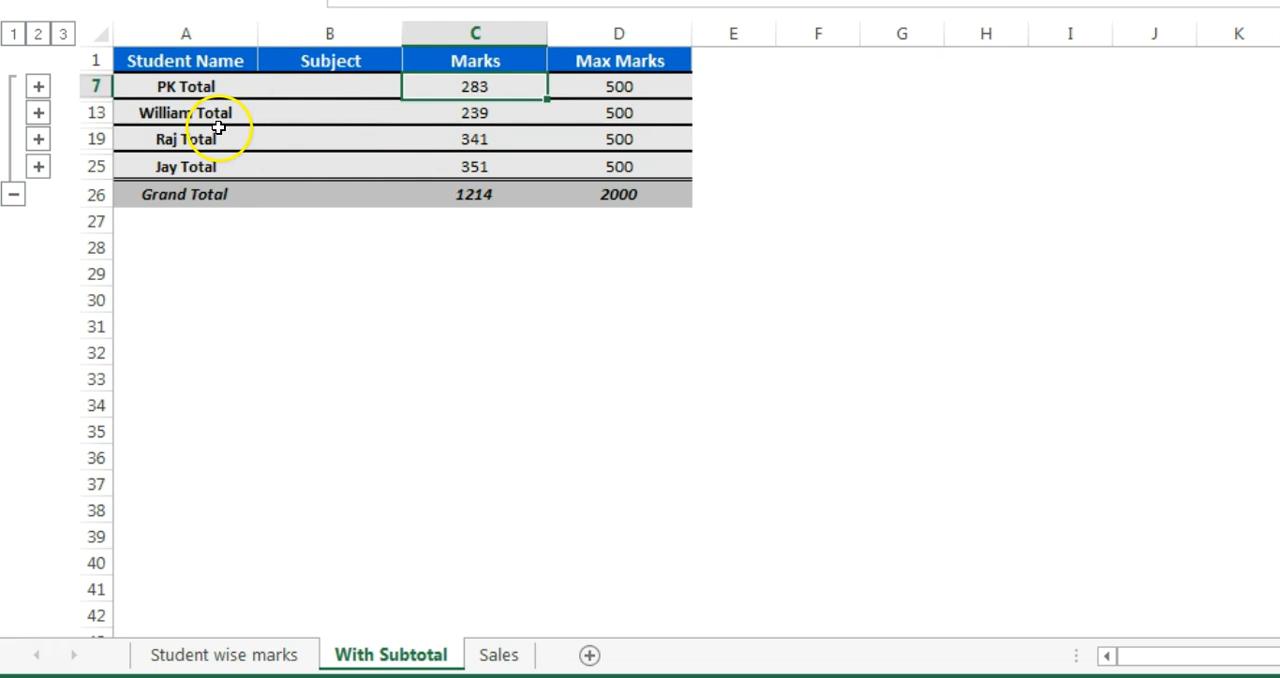 1 2 3 A B C D E F G H I J K
1 Student Name Subject Marks Max Marks
7 PK Total 283 500
13 William Total 239 500
19 Raj Total 341 500
25 Jay Total 351 500
26 Grand Total 1214 2000
27
28
29
30
31
32
33
34
35
36
37
38
39
40
41
42
Student wise marks With Subtotal Sales